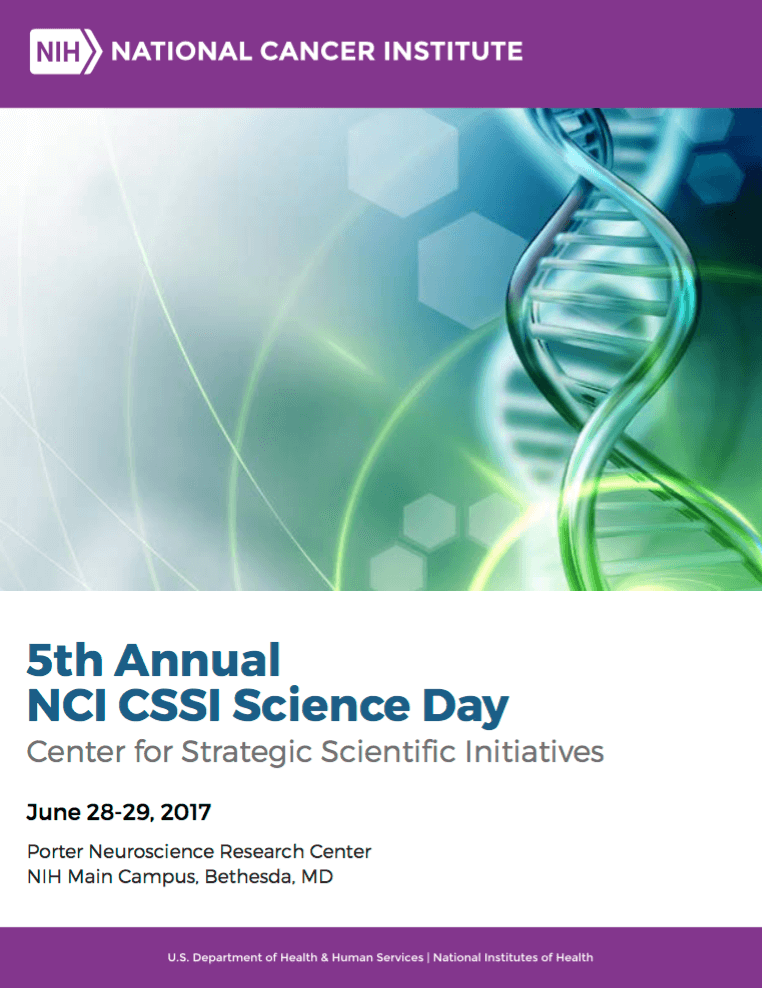 NIH NATIONAL CANCER INSTITUTE
5th Annual
NCI CSSI Science Day
Center for Strategic Scientific Initiatives
June 28-29, 2017
Porter Neuroscience Research Center
NIH Main Campus, Bethesda, MD
U.S. Department of Health & Human Services | National Institutes of Health